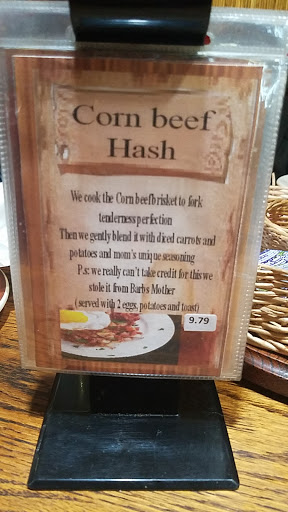 Corn beef
Hash
We cook the Corn beef brisket to fork
tenderness perfection
Then we gently blend it with diced carrots and
potatoes and mom's unique seasoning
P.s: we really can't take credit for this we
stole it from Barbs Mother
( served with 2 eggs, potatoes and toast)
9.79